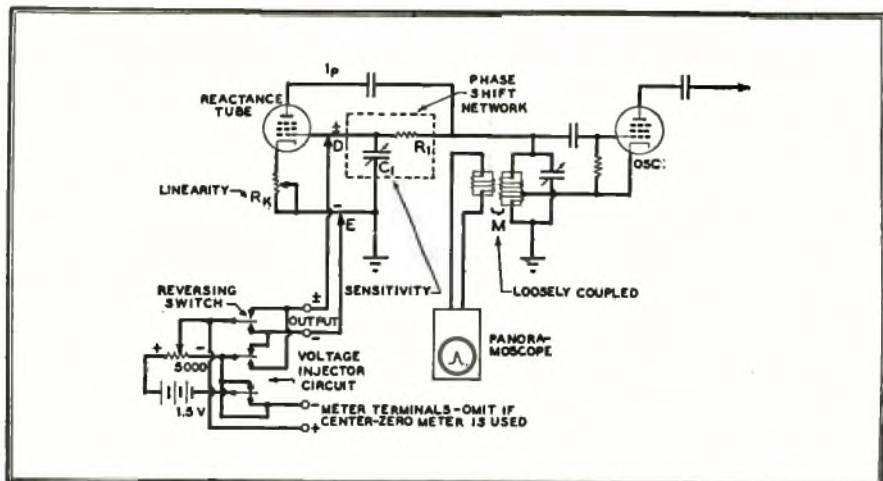 Ip
PHASE
SHIFT
NETWORK
REACTANCE
TUBE
±
D
R1
C1
OSC:
LINEARITY
RK
-
E
M
REVERSING
SWITCH
SENSITIVITY
LOOSELY COUPLED
±
OUTPUT
-
PANORA-
MOSCOPE
+
-
5000
VOLTAGE
INJECTOR
CIRCUIT
1.5 V
- METER TERMINALS-OMIT IF
+ CENTER-ZERO METER IS USED